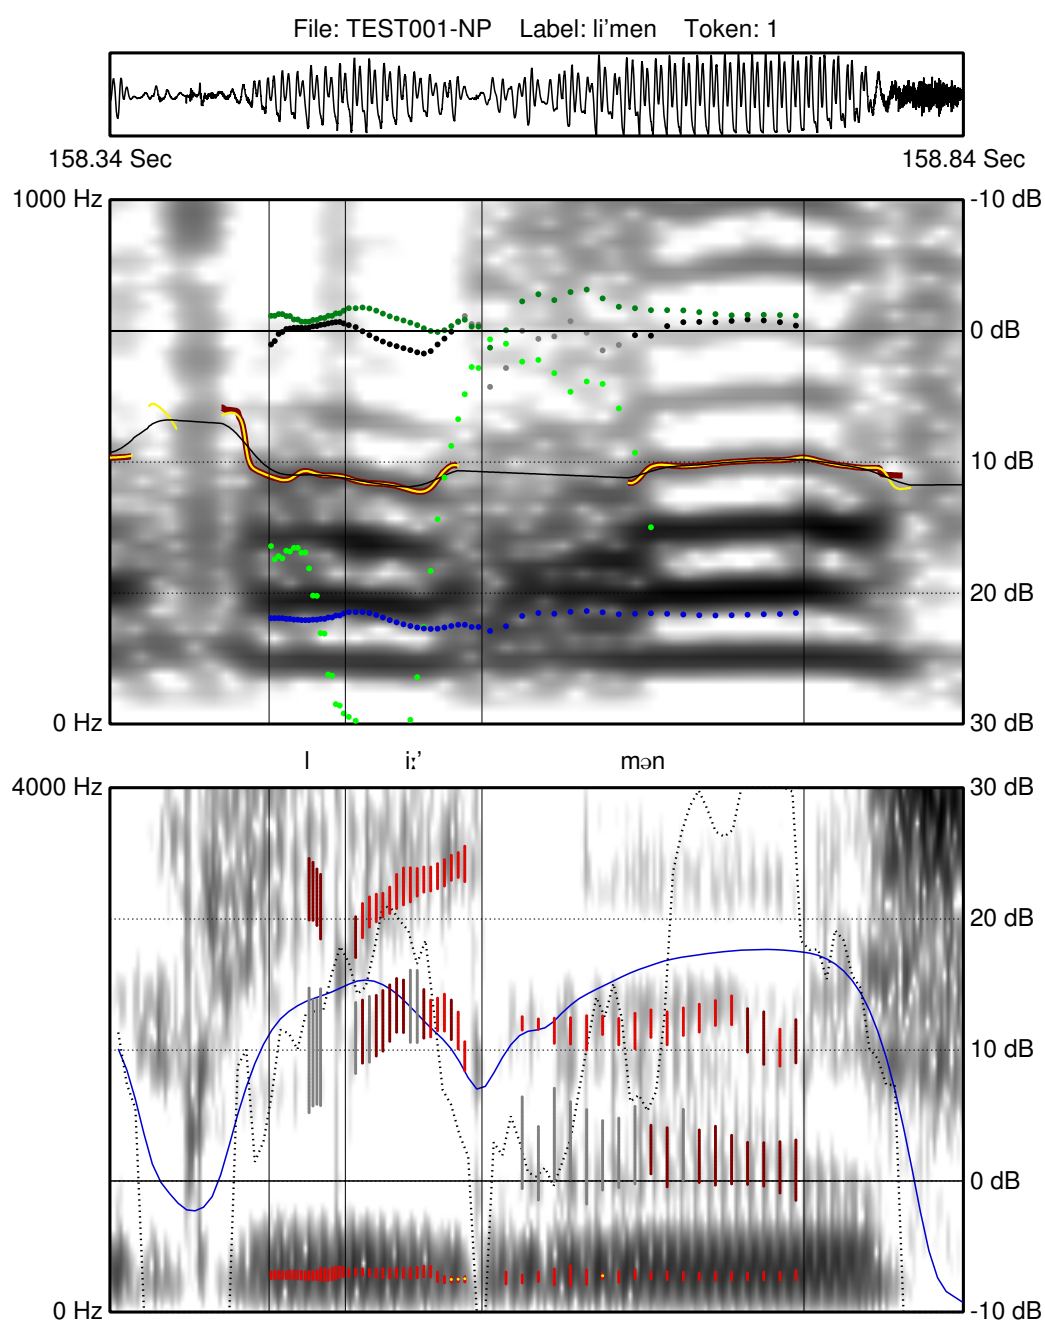 File: TEST001-NP Label: li'men Token: 1
158.34 Sec 158.84 Sec
1000 Hz -10 dB
0 dB
10 dB
20 dB
0 Hz 30 dB
l iː’ mən
4000 Hz 30 dB
20 dB
10 dB
0 dB
0 Hz -10 dB